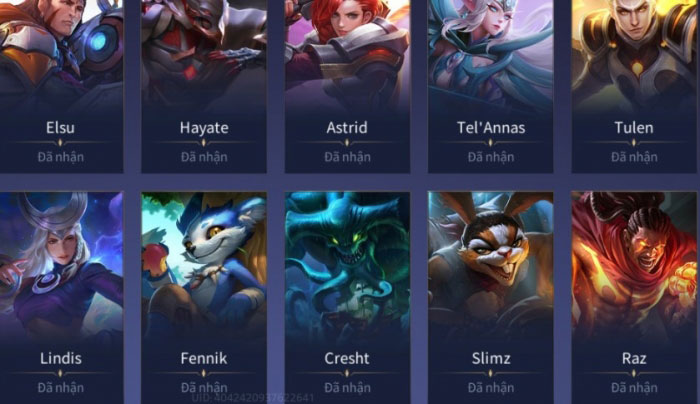 Elsu Hayate Astrid Tel'Annas Tulen
Đã nhận Đã nhận Đã nhận Đã nhận Đã nhận
Lindis Fennik Cresht Slimz Raz
Đã nhận Đã nhận Đã nhận Đã nhận Đã nhận
UID: 4042420937622641